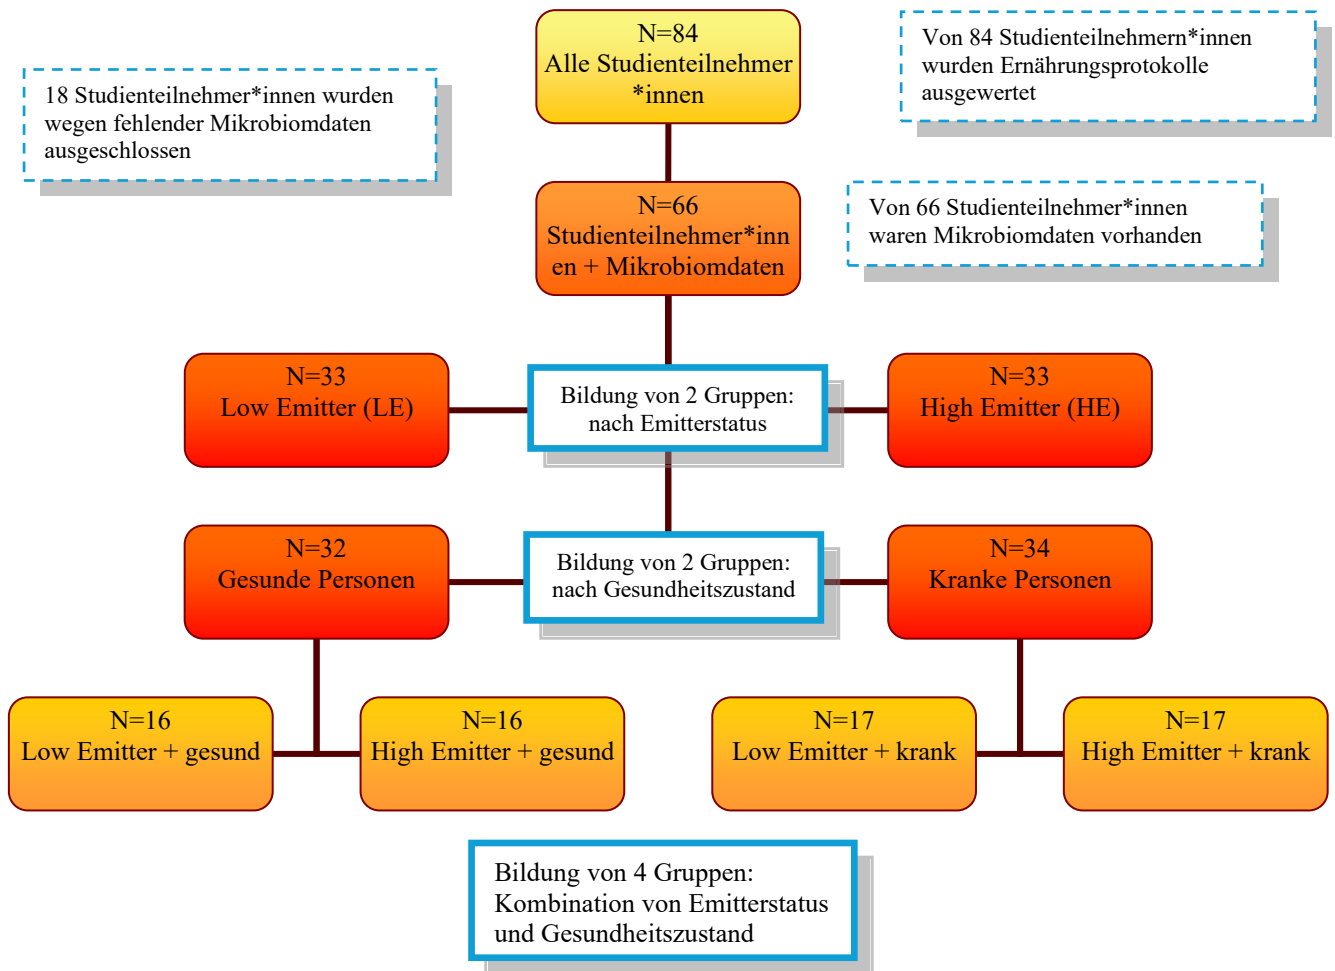 N=84
Alle Studienteilnehmer
*innen
Von 84 Studienteilnehmern*innen
wurden Ernährungsprotokolle
ausgewertet
18 Studienteilnehmer*innen wurden
wegen fehlender Mikrobiomdaten
ausgeschlossen
N=66
Studienteilnehmer*inn
en + Mikrobiomdaten
Von 66 Studienteilnehmer*innen
waren Mikrobiomdaten vorhanden
N=33
Low Emitter (LE)
Bildung von 2 Gruppen:
nach Emitterstatus
N=33
High Emitter (HE)
N=32
Gesunde Personen
Bildung von 2 Gruppen:
nach Gesundheitszustand
N=34
Kranke Personen
N=16
Low Emitter + gesund
N=16
High Emitter + gesund
N=17
Low Emitter + krank
N=17
High Emitter + krank
Bildung von 4 Gruppen:
Kombination von Emitterstatus
und Gesundheitszustand